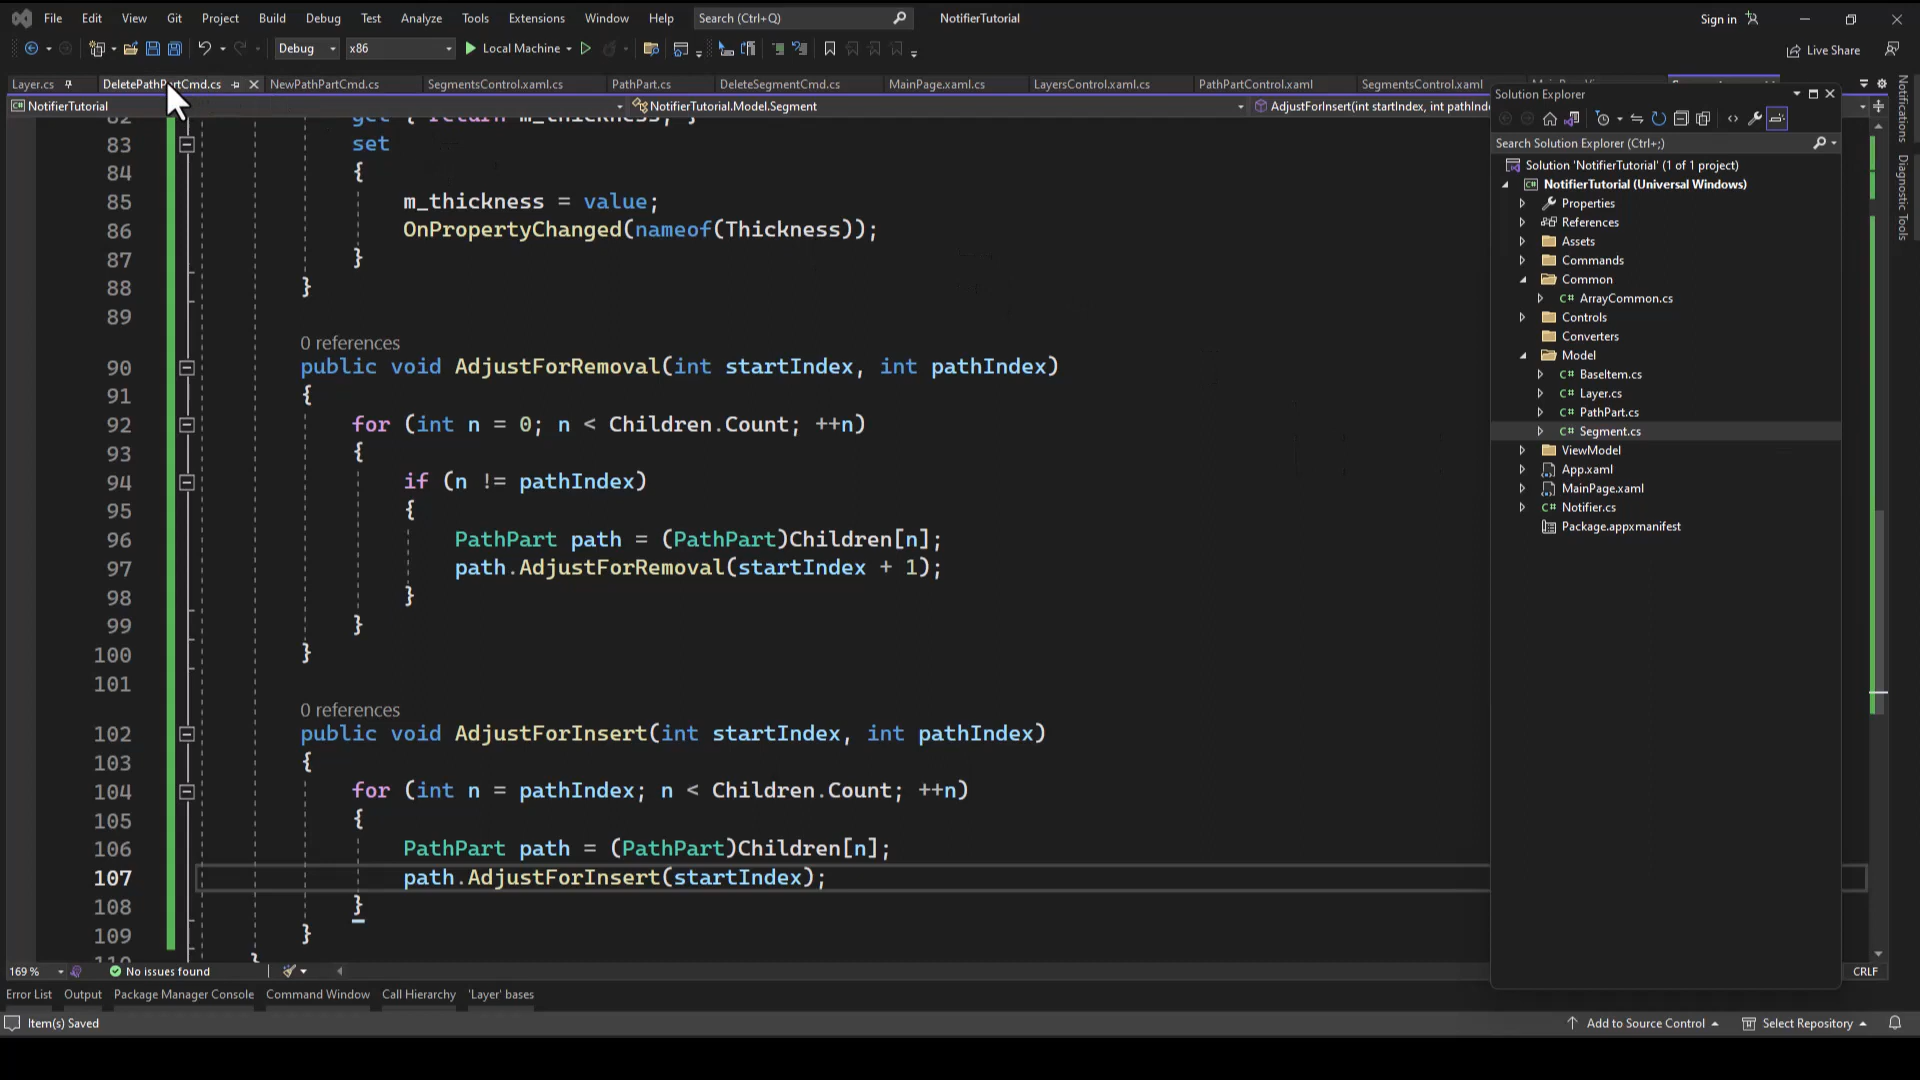 File Edit View Git Project Build Debug Test Analyze Tools Extensions Window Help Search (Ctrl+Q) NotifierTutorial Sign in
Debug x86 Local Machine Live Share
Layer.cs DeletePathPartCmd.cs NewPathPartCmd.cs SegmentsControl.xaml.cs PathPart.cs DeleteSegmentCmd.cs MainPage.xaml.cs LayersControl.xaml.cs PathPartControl.xaml SegmentsControl.xaml
NotifierTutorial NotifierTutorial.Model.Segment AdjustForInsert(int startIndex, int pathInde
82 get { return m_thickness; }
83 set
84 {
85 m_thickness = value;
86 OnPropertyChanged(nameof(Thickness));
87 }
88 }
89
0 references
90 public void AdjustForRemoval(int startIndex, int pathIndex)
91 {
92 for (int n = 0; n < Children.Count; ++n)
93 {
94 if (n != pathIndex)
95 {
96 PathPart path = (PathPart)Children[n];
97 path.AdjustForRemoval(startIndex + 1);
98 }
99 }
100 }
101
0 references
102 public void AdjustForInsert(int startIndex, int pathIndex)
103 {
104 for (int n = pathIndex; n < Children.Count; ++n)
105 {
106 PathPart path = (PathPart)Children[n];
107 path.AdjustForInsert(startIndex);
108 }
109 }
110 }
169 % No issues found CRLF
Error List Output Package Manager Console Command Window Call Hierarchy 'Layer' bases
Item(s) Saved Add to Source Control Select Repository
Solution Explorer
Search Solution Explorer (Ctrl+;)
Solution 'NotifierTutorial' (1 of 1 project)
NotifierTutorial (Universal Windows)
Properties
References
Assets
Commands
Common
C# ArrayCommon.cs
Controls
Converters
Model
C# BaseItem.cs
C# Layer.cs
C# PathPart.cs
C# Segment.cs
ViewModel
App.xaml
MainPage.xaml
C# Notifier.cs
Package.appxmanifest
Notifications
Diagnostic Tools